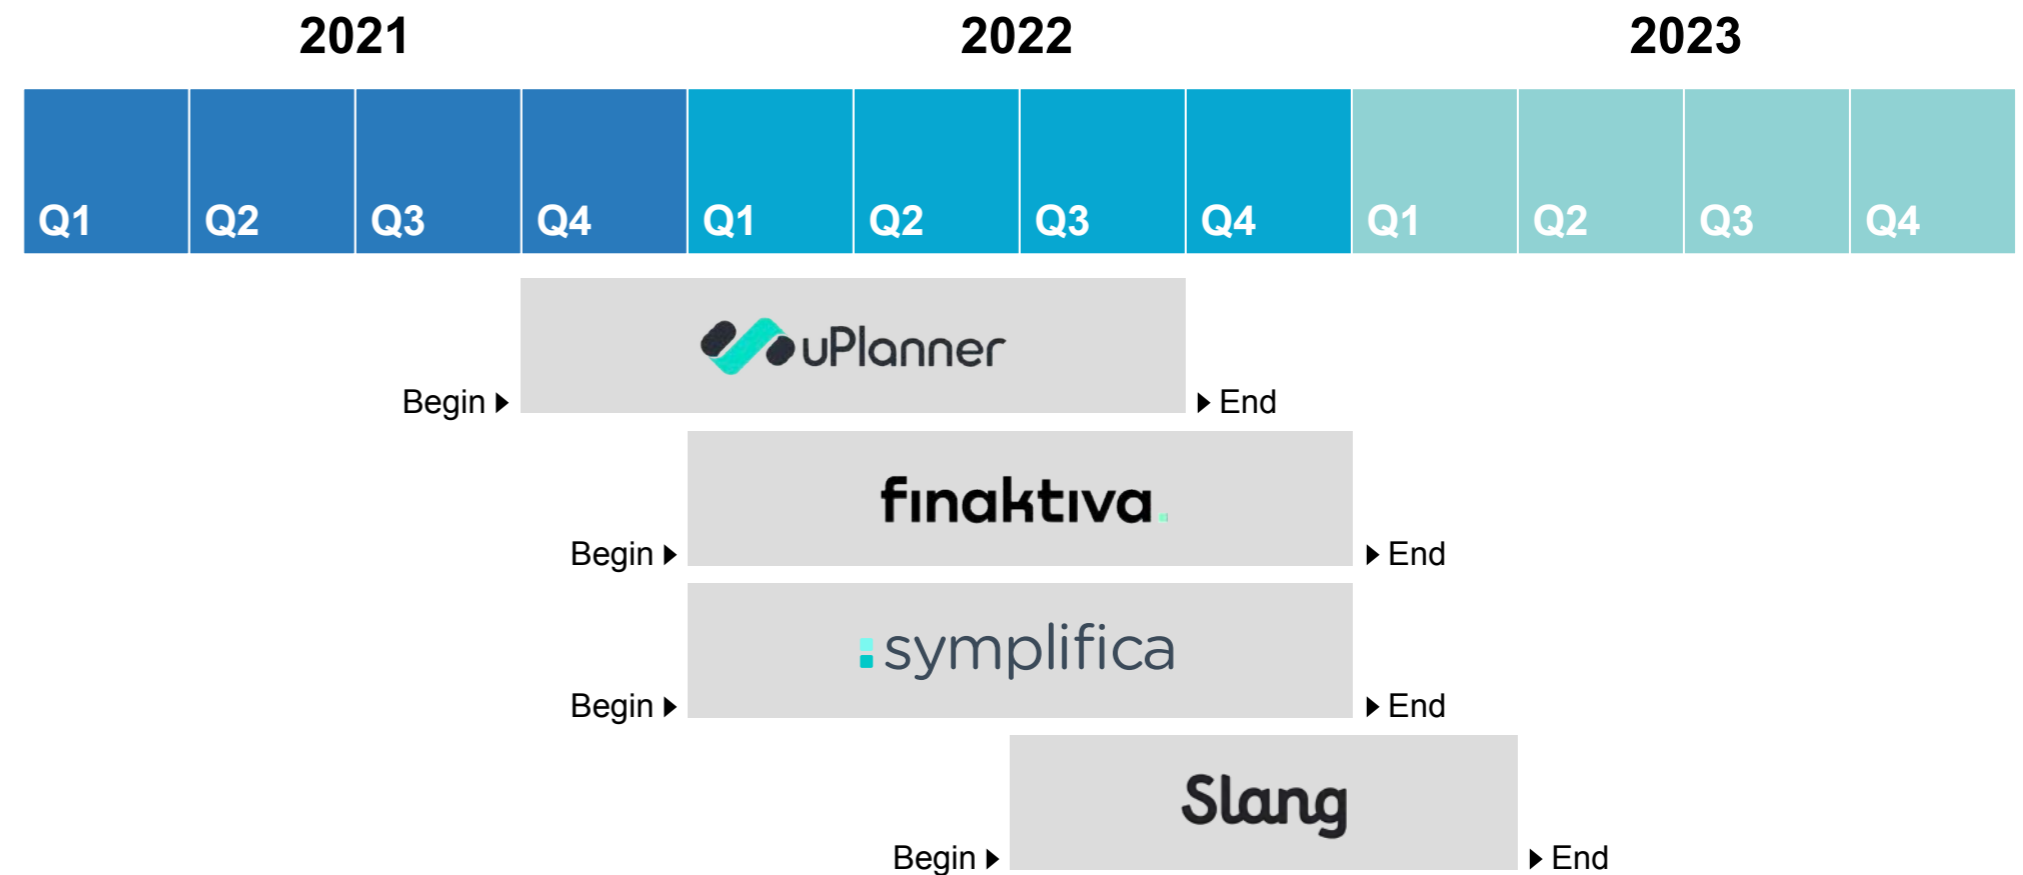 2021 2022 2023
Q1 Q2 Q3 Q4 Q1 Q2 Q3 Q4 Q1 Q2 Q3 Q4
uPlanner
Begin End
finaktiva.
Begin End
symplifica
Begin End
Slang
Begin End